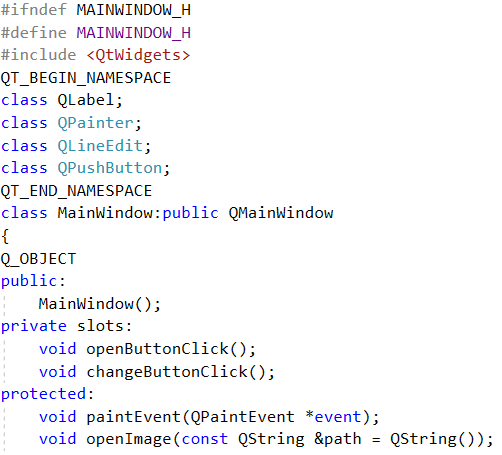 #ifndef MAINWINDOW_H
#define MAINWINDOW_H
#include <QtWidgets>
QT_BEGIN_NAMESPACE
class QLabel;
class QPainter;
class QLineEdit;
class QPushButton;
QT_END_NAMESPACE
class MainWindow:public QMainWindow
{
Q_OBJECT
public:
    MainWindow();
private slots:
    void openButtonClick();
    void changeButtonClick();
protected:
    void paintEvent(QPaintEvent *event);
    void openImage(const QString &path = QString());